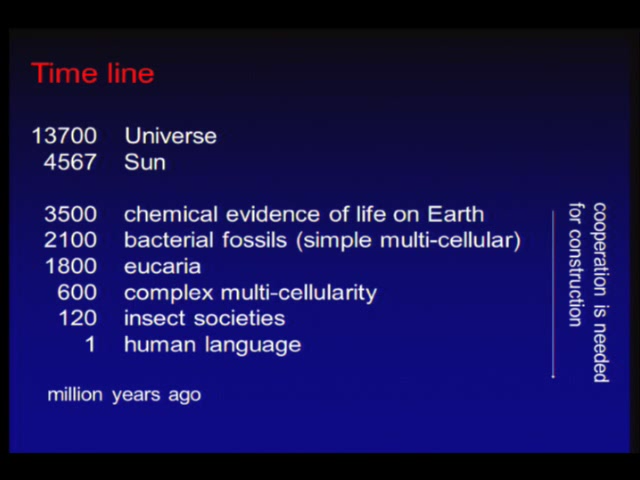 Time line
13700 Universe
4567 Sun
3500 chemical evidence of life on Earth
2100 bacterial fossils (simple multi-cellular)
1800 eucaria
600 complex multi-cellularity
120 insect societies
1 human language
million years ago
cooperation is needed
for construction